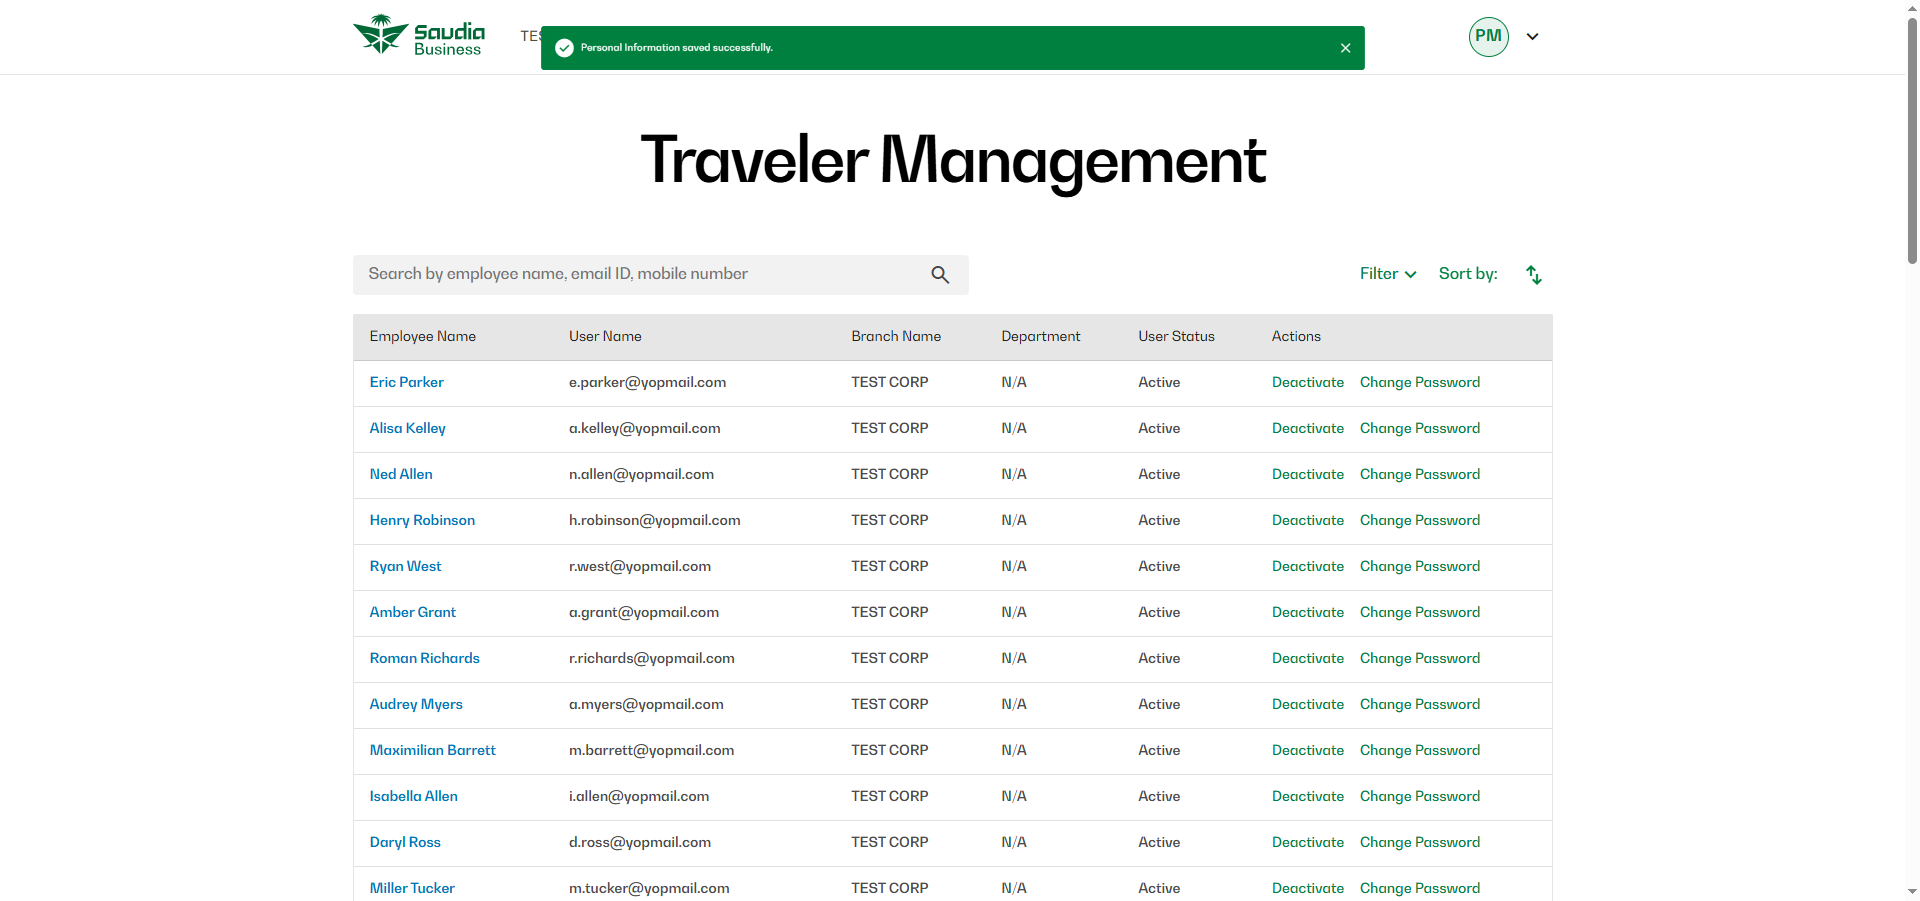 Saudia
Business
TES
Personal Information saved successfully.
PM
Traveler Management
Search by employee name, email ID, mobile number
Filter
Sort by:
Employee Name User Name Branch Name Department User Status Actions
Eric Parker e.parker@yopmail.com TEST CORP N/A Active Deactivate Change Password
Alisa Kelley a.kelley@yopmail.com TEST CORP N/A Active Deactivate Change Password
Ned Allen n.allen@yopmail.com TEST CORP N/A Active Deactivate Change Password
Henry Robinson h.robinson@yopmail.com TEST CORP N/A Active Deactivate Change Password
Ryan West r.west@yopmail.com TEST CORP N/A Active Deactivate Change Password
Amber Grant a.grant@yopmail.com TEST CORP N/A Active Deactivate Change Password
Roman Richards r.richards@yopmail.com TEST CORP N/A Active Deactivate Change Password
Audrey Myers a.myers@yopmail.com TEST CORP N/A Active Deactivate Change Password
Maximilian Barrett m.barrett@yopmail.com TEST CORP N/A Active Deactivate Change Password
Isabella Allen i.allen@yopmail.com TEST CORP N/A Active Deactivate Change Password
Daryl Ross d.ross@yopmail.com TEST CORP N/A Active Deactivate Change Password
Miller Tucker m.tucker@yopmail.com TEST CORP N/A Active Deactivate Change Password